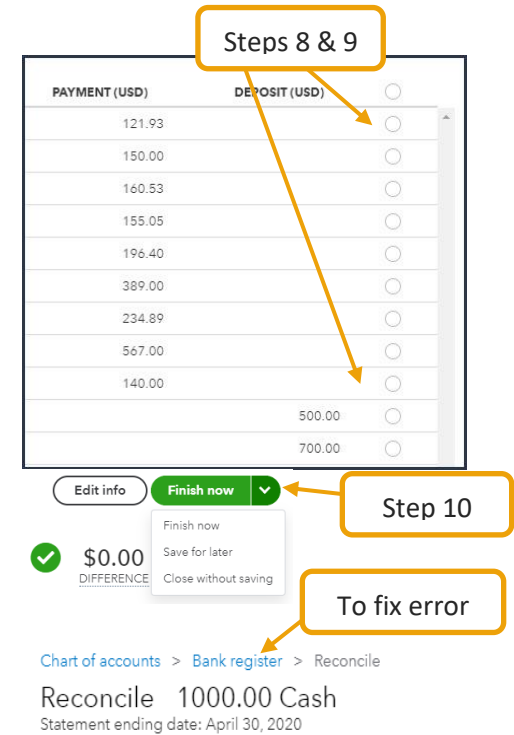 Steps 8 & 9
PAYMENT (USD) DEPOSIT (USD)
121.93
150.00
160.53
155.05
196.40
389.00
234.89
567.00
140.00
500.00
700.00
Edit info Finish now
Step 10
Finish now
Save for later
Close without saving
$0.00
DIFFERENCE
To fix error
Chart of accounts > Bank register > Reconcile
Reconcile 1000.00 Cash
Statement ending date: April 30, 2020